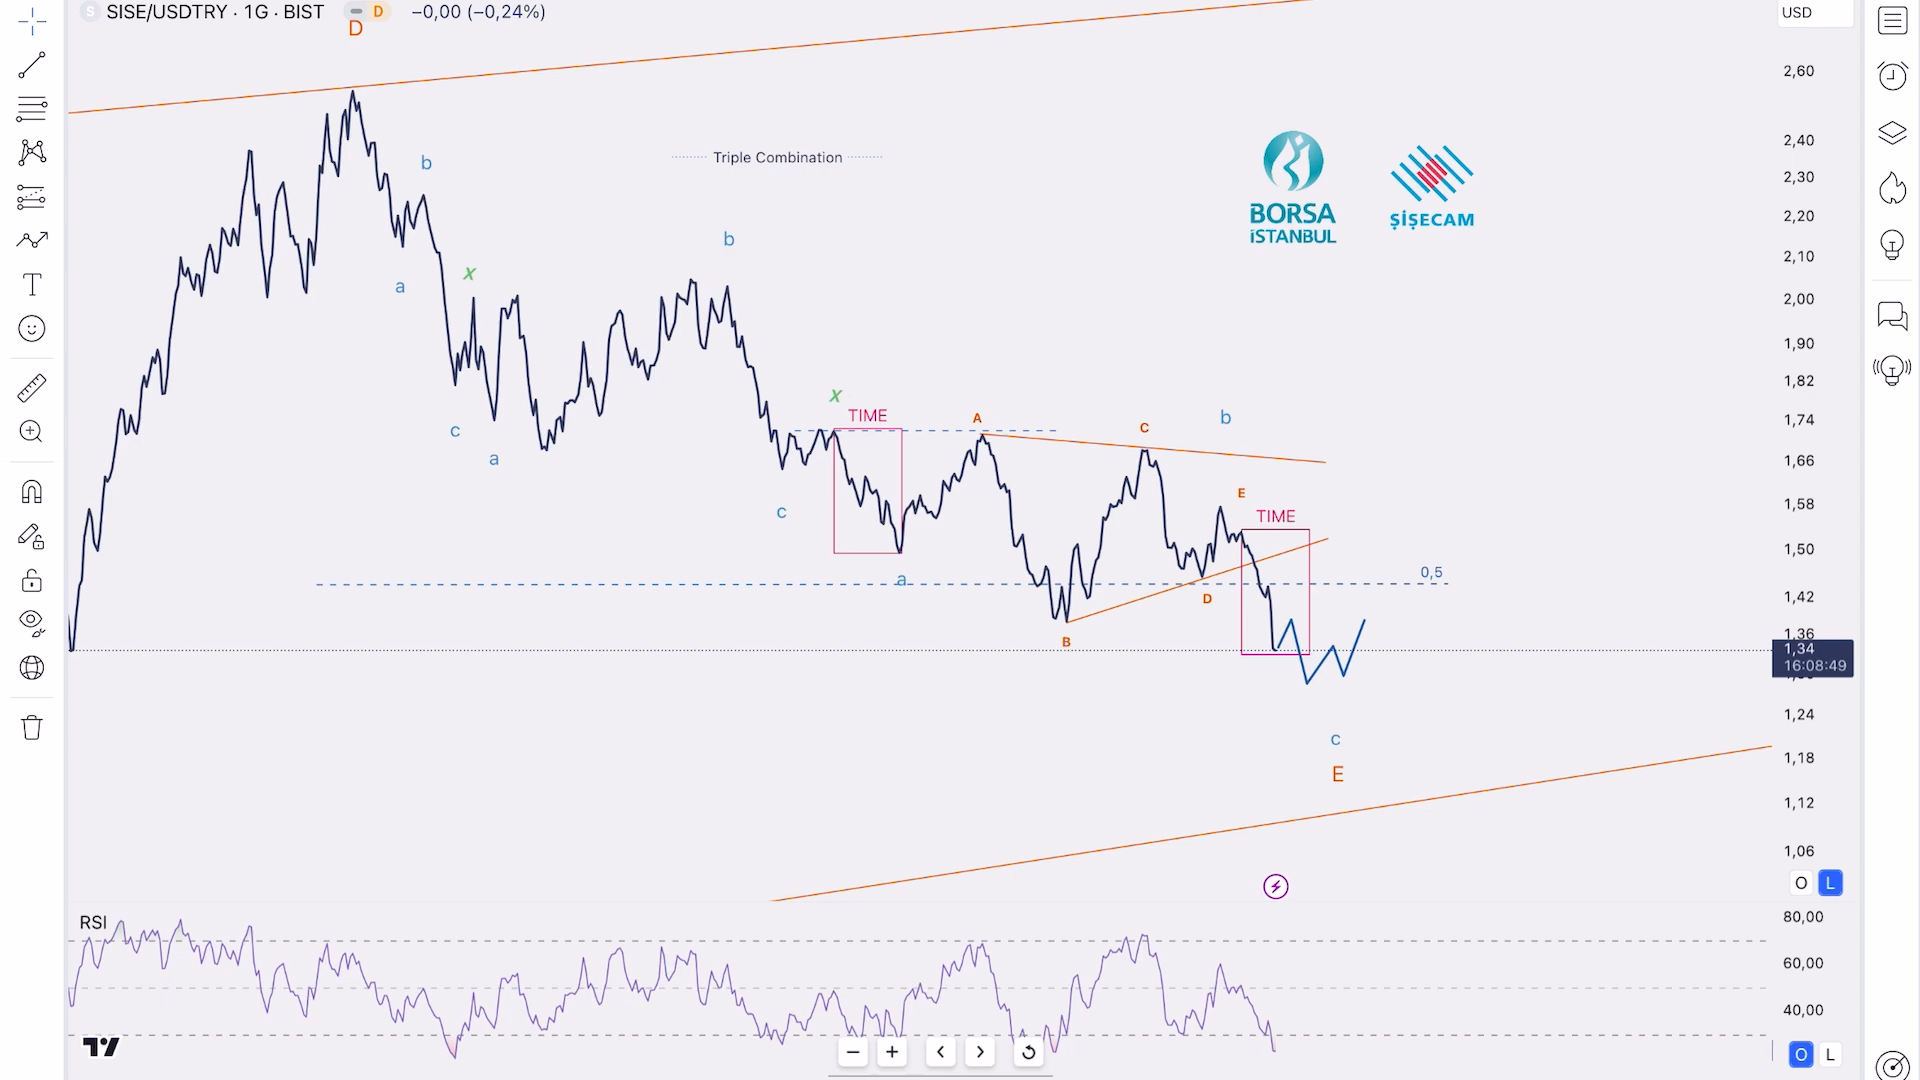 SISE/USDTRY · 1G · BIST D −0,00 (−0,24%)
USD
D
2,60
b
Triple Combination
2,40
2,30
BORSA
İSTANBUL
ŞİŞECAM
2,20
b
2,10
X
a
2,00
1,90
1,82
X
TIME
A
C
b
1,74
c
a
1,66
E
1,58
c
TIME
1,50
a
0,5
D
1,42
B
1,36
1,34
16:08:49
1,24
c
1,18
E
1,12
1,06
O L
RSI
80,00
60,00
40,00
O L